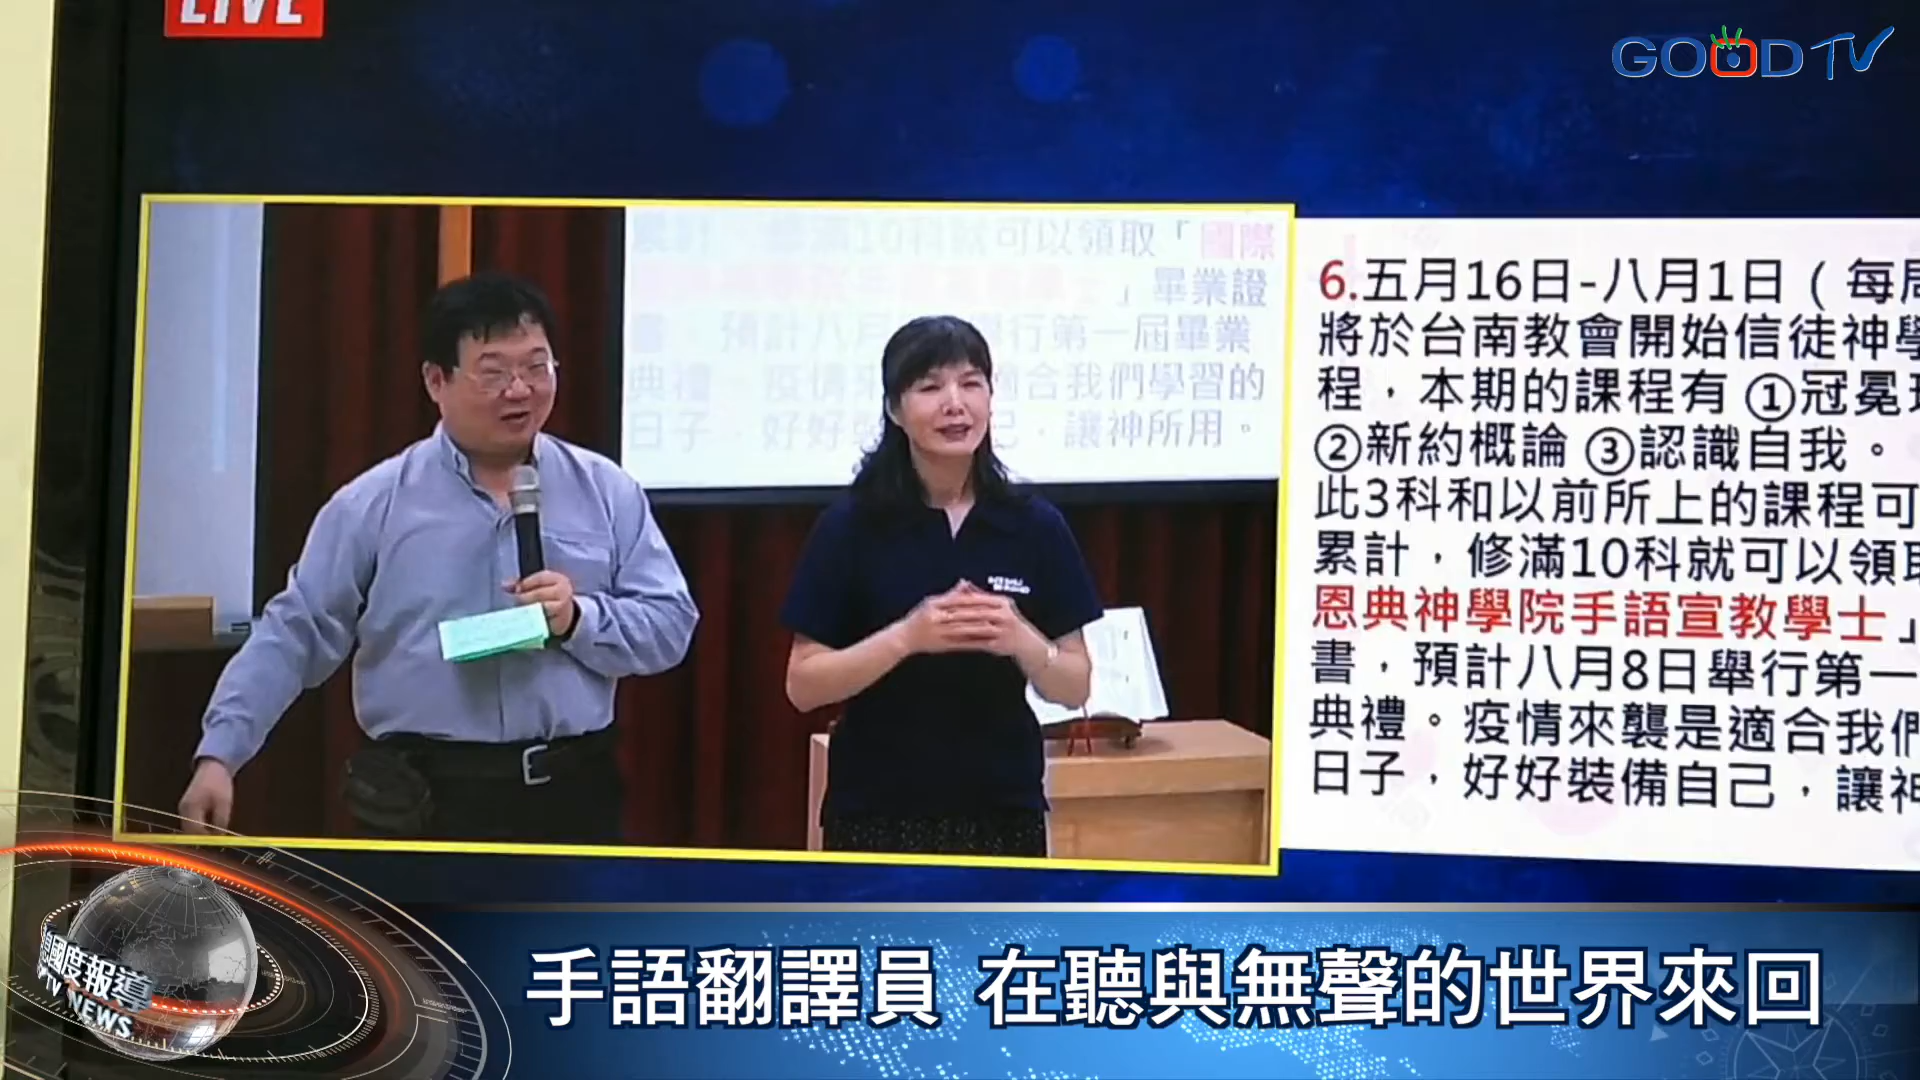 LIVE
GOOD TV
累計，修滿10科就可以領取「國際
」畢業證
書，預計八月 舉行第一屆畢業
典禮 疫情來 適合我們學習的
日子 好好裝 己，讓神所用。
6.五月16日-八月1日（每周
將於台南教會開始信徒神學
程，本期的課程有 ①冠冕
②新約概論 ③認識自我。
此3科和以前所上的課程可
累計，修滿10科就可以領取
恩典神學院手語宣教學士」
書，預計八月8日舉行第一
典禮。疫情來襲是適合我們
日子，好好裝備自己，讓神
國度報導
TV NEWS
手語翻譯員 在聽與無聲的世界來回